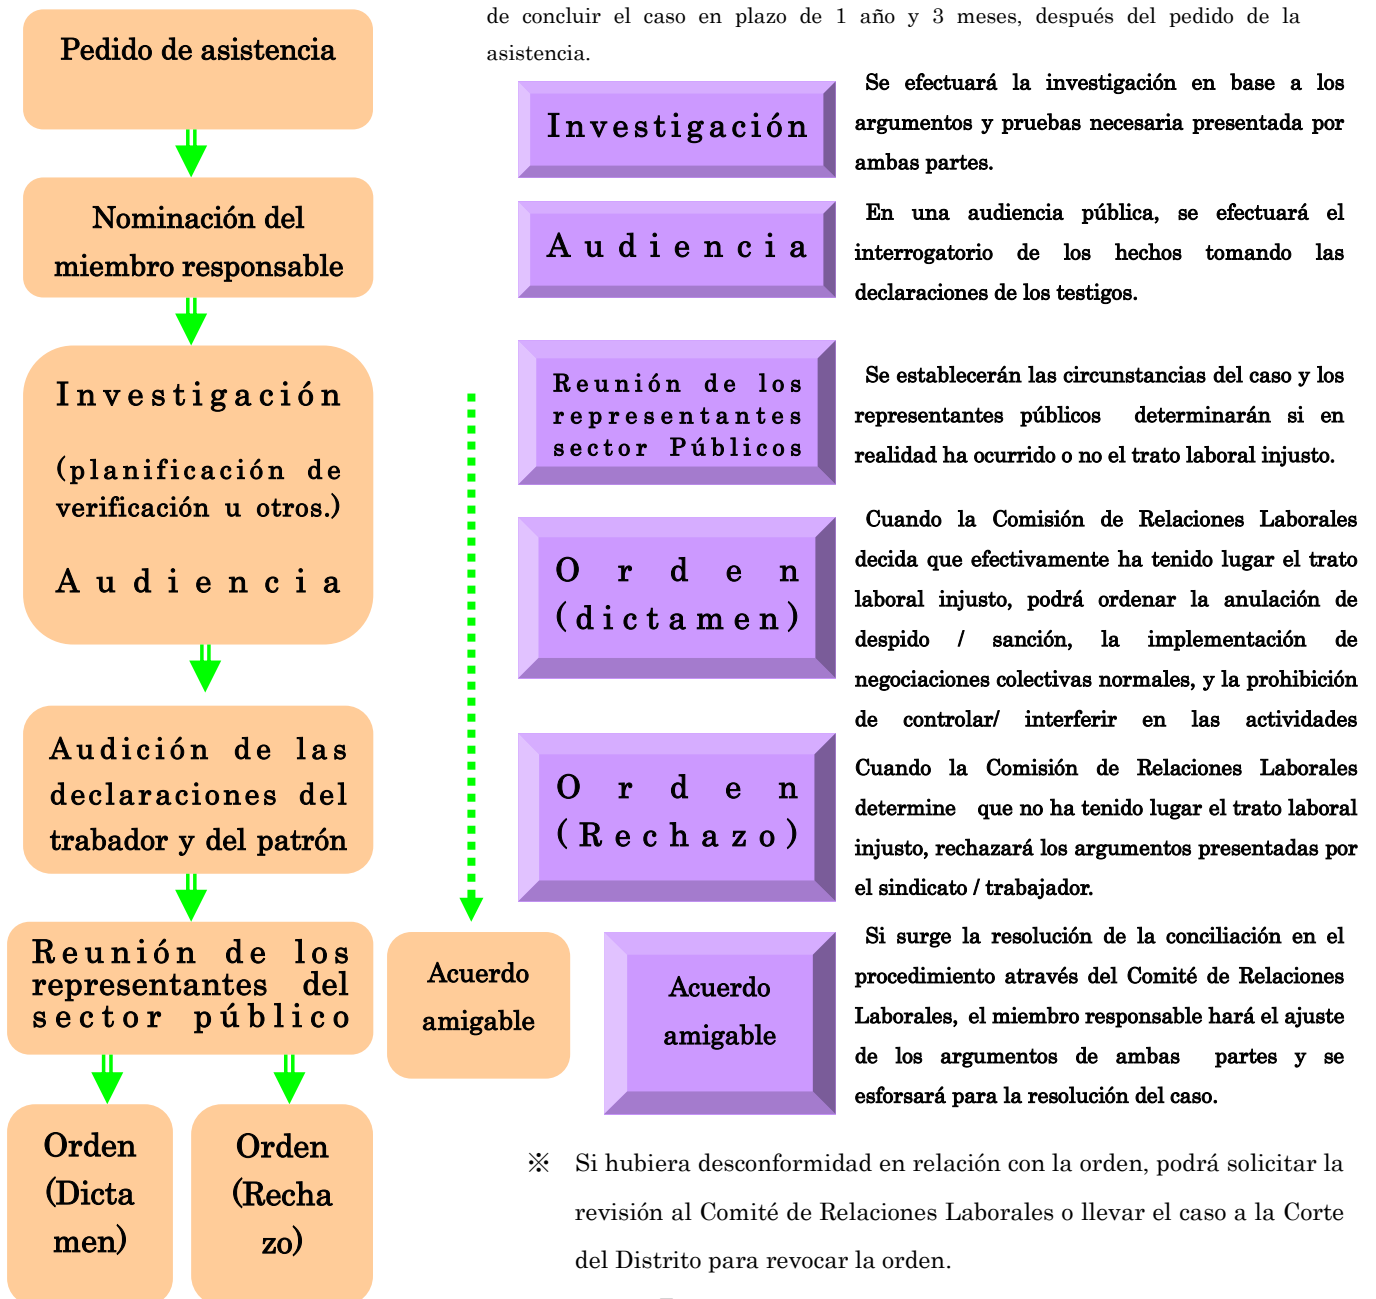 Pedido de asistencia
Nominación del
miembro responsable
Investigación
(planificación de
verificación u otros.)
Audiencia
Audición de las
declaraciones del
trabador y del patrón
Reunión de los
representantes del
sector público
Orden
(Dicta
men)
Orden
(Recha
zo)
Acuerdo
amigable
de concluir el caso en plazo de 1 año y 3 meses, después del pedido de la
asistencia.
Investigación
Se efectuará la investigación en base a los
argumentos y pruebas necesaria presentada por
ambas partes.
Audiencia
En una audiencia pública, se efectuará el
interrogatorio de los hechos tomando las
declaraciones de los testigos.
Reunión de los
representantes
sector Públicos
Se establecerán las circunstancias del caso y los
representantes públicos determinarán si en
realidad ha ocurrido o no el trato laboral injusto.
Orden
(dictamen)
Cuando la Comisión de Relaciones Laborales
decida que efectivamente ha tenido lugar el trato
laboral injusto, podrá ordenar la anulación de
despido / sanción, la implementación de
negociaciones colectivas normales, y la prohibición
de controlar/ interferir en las actividades
Orden
(Rechazo)
Cuando la Comisión de Relaciones Laborales
determine que no ha tenido lugar el trato laboral
injusto, rechazará los argumentos presentadas por
el sindicato / trabajador.
Acuerdo
amigable
Si surge la resolución de la conciliación en el
procedimiento através del Comité de Relaciones
Laborales, el miembro responsable hará el ajuste
de los argumentos de ambas partes y se
esforsará para la resolución del caso.
※ Si hubiera desconformidad en relación con la orden, podrá solicitar la
revisión al Comité de Relaciones Laborales o llevar el caso a la Corte
del Distrito para revocar la orden.